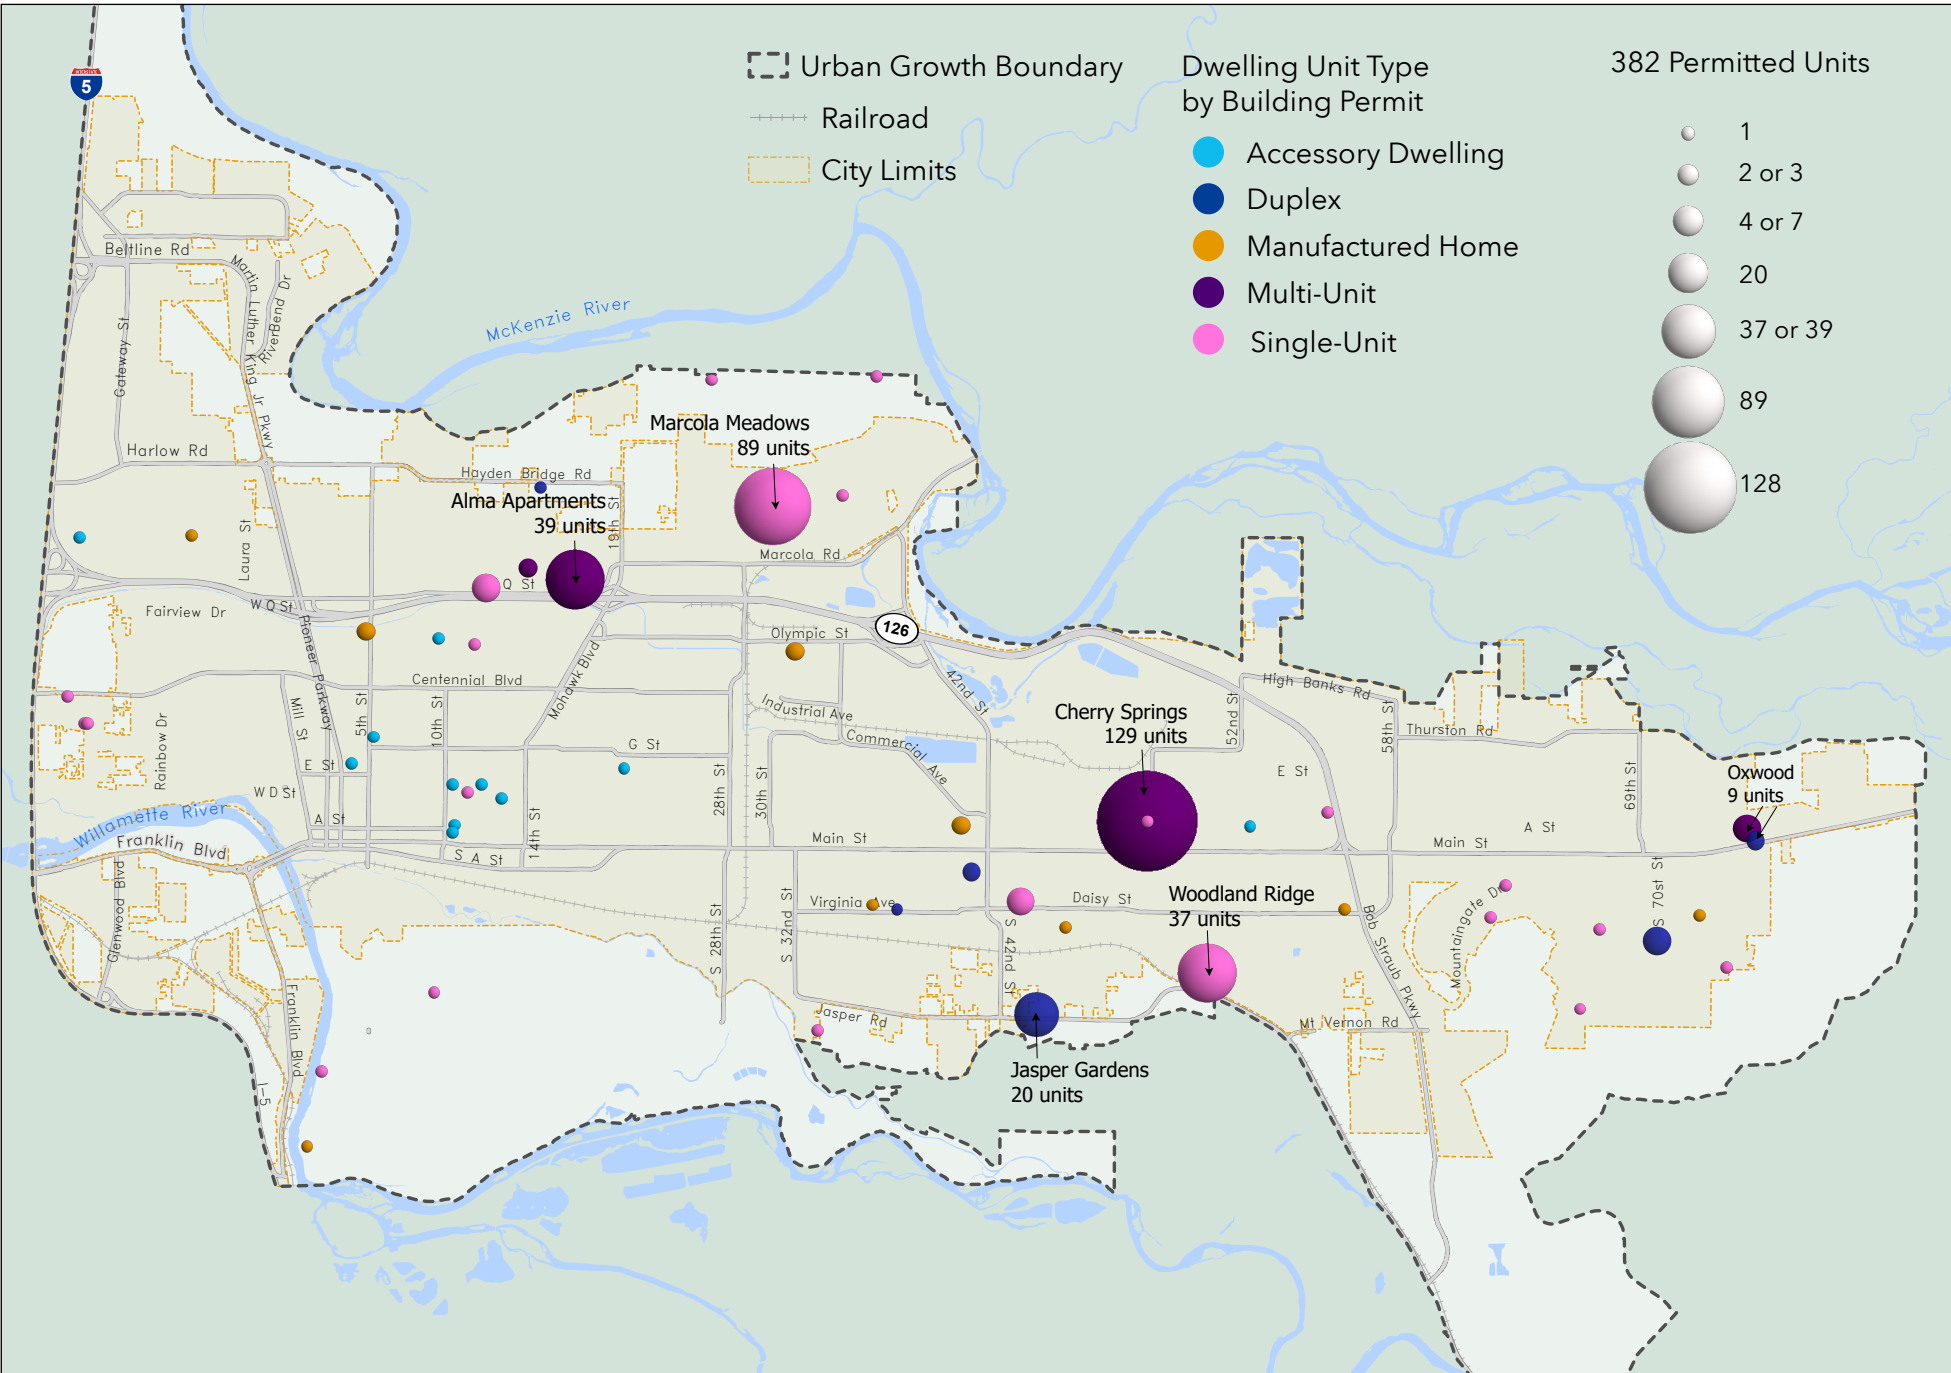 Urban Growth Boundary
Railroad
City Limits
Dwelling Unit Type
by Building Permit
Accessory Dwelling
Duplex
Manufactured Home
Multi-Unit
Single-Unit
382 Permitted Units
1
2 or 3
4 or 7
20
37 or 39
89
128
5
Beltline Rd
Martin Luther King Jr Pkwy
RiverBend Dr
Gateway St
McKenzie River
Harlow Rd
Hayden Bridge Rd
Marcola Meadows
89 units
Alma Apartments
39 units
19th St
Laura St
Marcola Rd
Q St
W Q St
Fairview Dr
Pioneer Parkway
126
Olympic St
Centennial Blvd
Mohawk Blvd
42nd St
High Banks Rd
Industrial Ave
Commercial Ave
Cherry Springs
129 units
52nd St
58th St
Thurston Rd
Rainbow Dr
Mill St
5th St
10th St
G St
E St
E St
W D St
28th St
30th St
69th St
Oxwood
9 units
Willamette River
A St
14th St
Main St
Main St
A St
Franklin Blvd
S A St
Glenwood Blvd
Virginia Ave
Daisy St
Woodland Ridge
37 units
S 28th St
S 32nd St
S 42nd St
Bob Straub Pkwy
Mountaingate Dr
S 70st St
Franklin Blvd
Jasper Rd
Mt Vernon Rd
I-5
Jasper Gardens
20 units